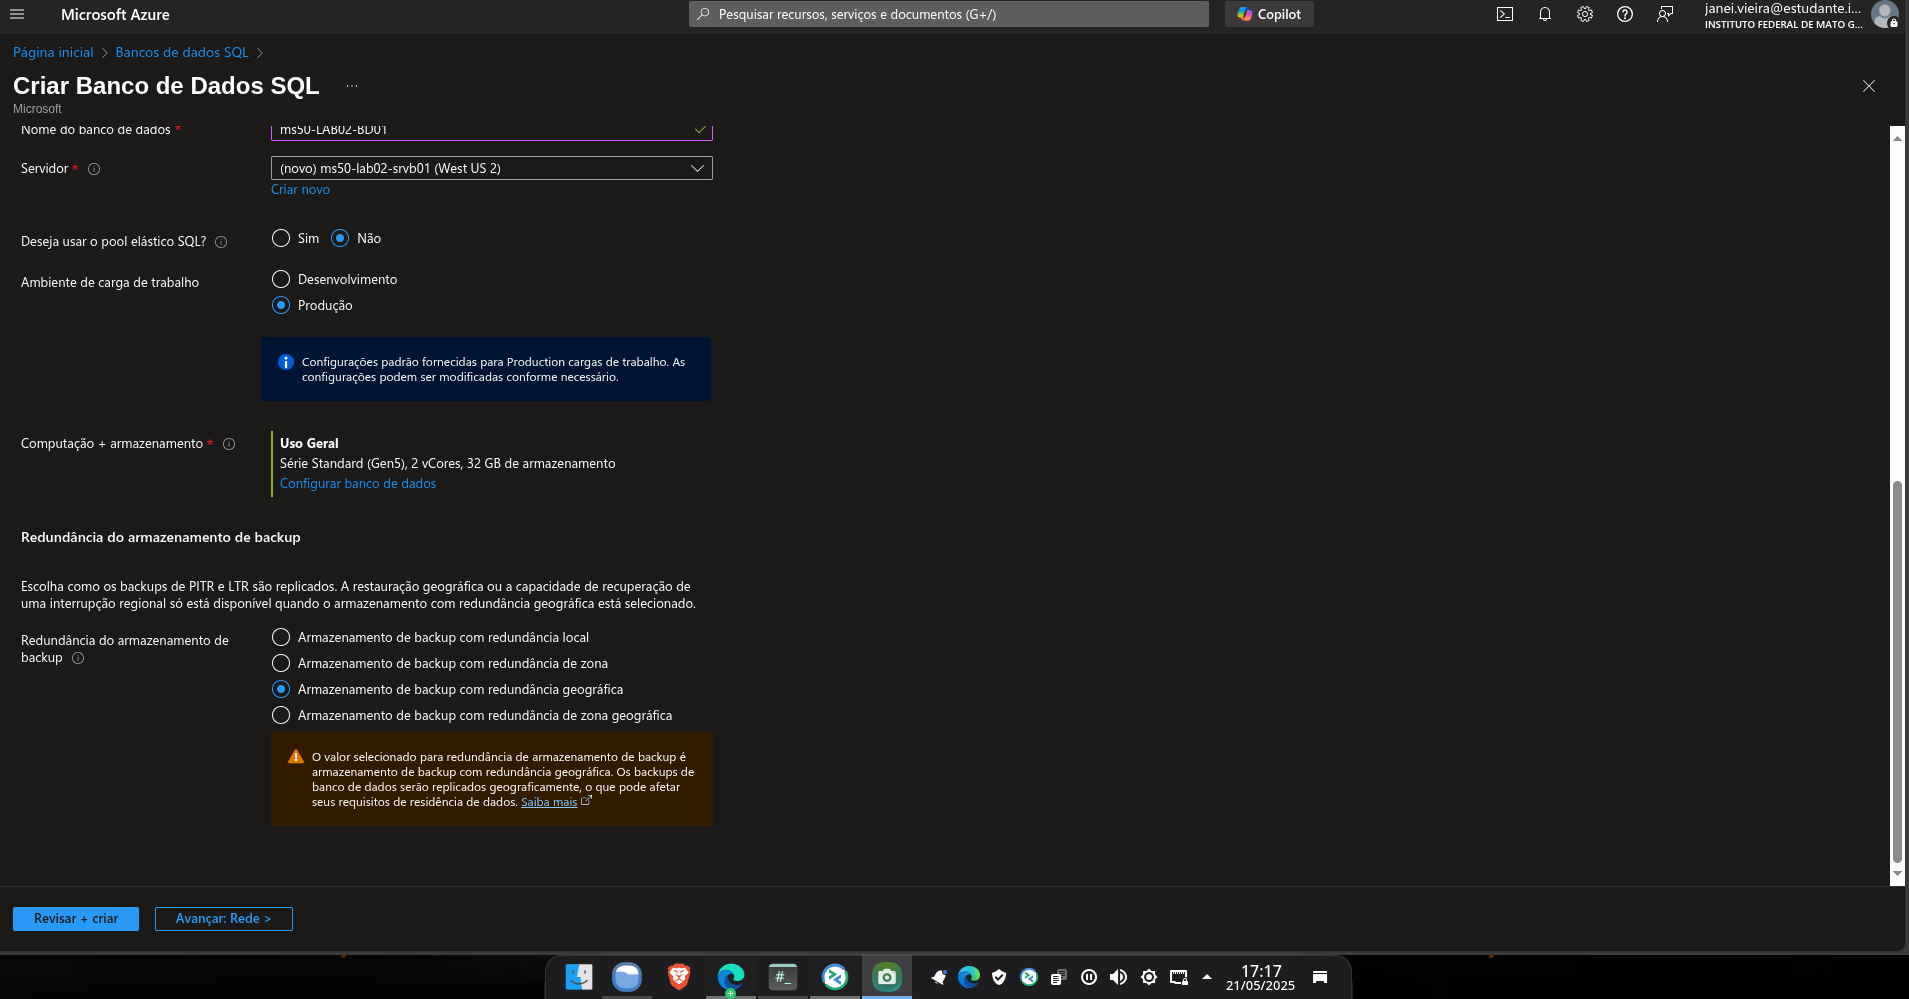 Microsoft Azure
Pesquisar recursos, serviços e documentos (G+/)
Copilot
janei.vieira@estudante.i...
INSTITUTO FEDERAL DE MATO G...
Página inicial > Bancos de dados SQL >
Criar Banco de Dados SQL ...
Microsoft
Nome do banco de dados *
ms50-LAB02-BD01
Servidor *
(novo) ms50-lab02-srvb01 (West US 2)
Criar novo
Deseja usar o pool elástico SQL?
Sim
Não
Ambiente de carga de trabalho
Desenvolvimento
Produção
Configurações padrão fornecidas para Production cargas de trabalho. As
configurações podem ser modificadas conforme necessário.
Computação + armazenamento *
Uso Geral
Série Standard (Gen5), 2 vCores, 32 GB de armazenamento
Configurar banco de dados
Redundância do armazenamento de backup
Escolha como os backups de PITR e LTR são replicados. A restauração geográfica ou a capacidade de recuperação de
uma interrupção regional só está disponível quando o armazenamento com redundância geográfica está selecionado.
Redundância do armazenamento de
backup
Armazenamento de backup com redundância local
Armazenamento de backup com redundância de zona
Armazenamento de backup com redundância geográfica
Armazenamento de backup com redundância de zona geográfica
O valor selecionado para redundância de armazenamento de backup é
armazenamento de backup com redundância geográfica. Os backups de
banco de dados serão replicados geograficamente, o que pode afetar
seus requisitos de residência de dados. Saiba mais
Revisar + criar
Avançar: Rede >
#_
17:17
21/05/2025